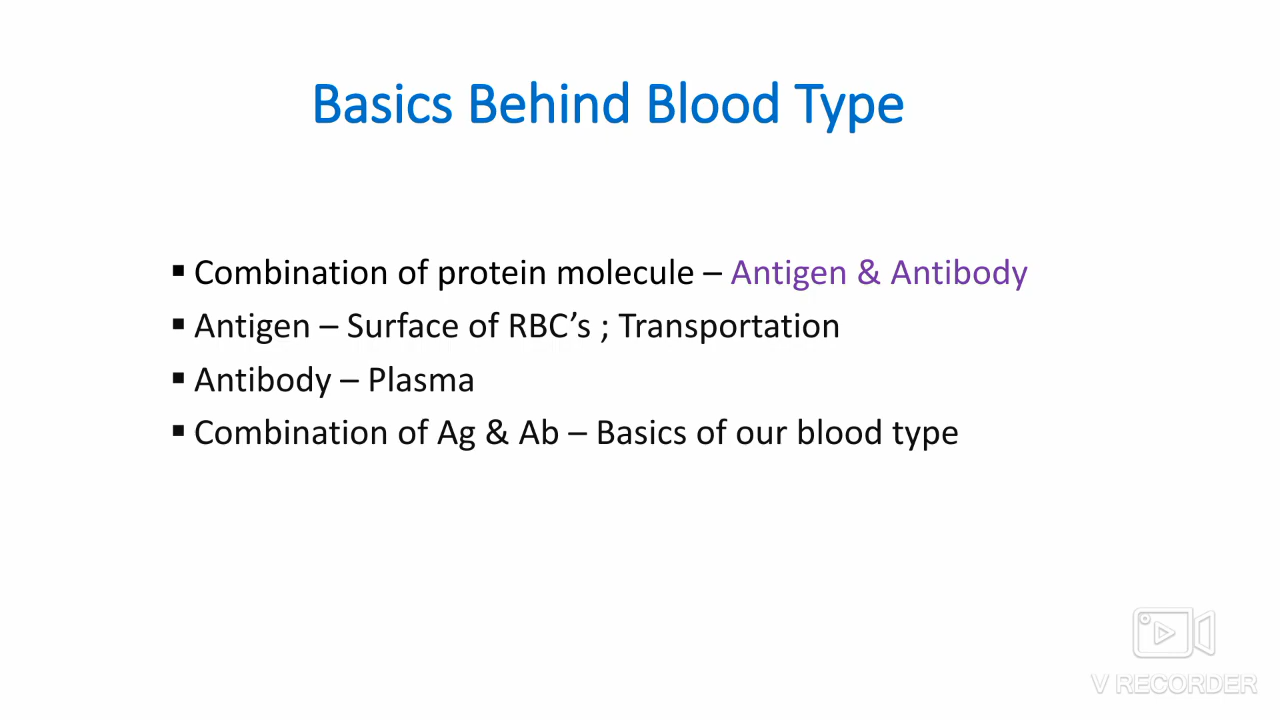 Basics Behind Blood Type
▪ Combination of protein molecule – Antigen & Antibody
▪ Antigen – Surface of RBC’s ; Transportation
▪ Antibody – Plasma
▪ Combination of Ag & Ab – Basics of our blood type
V RECORDER